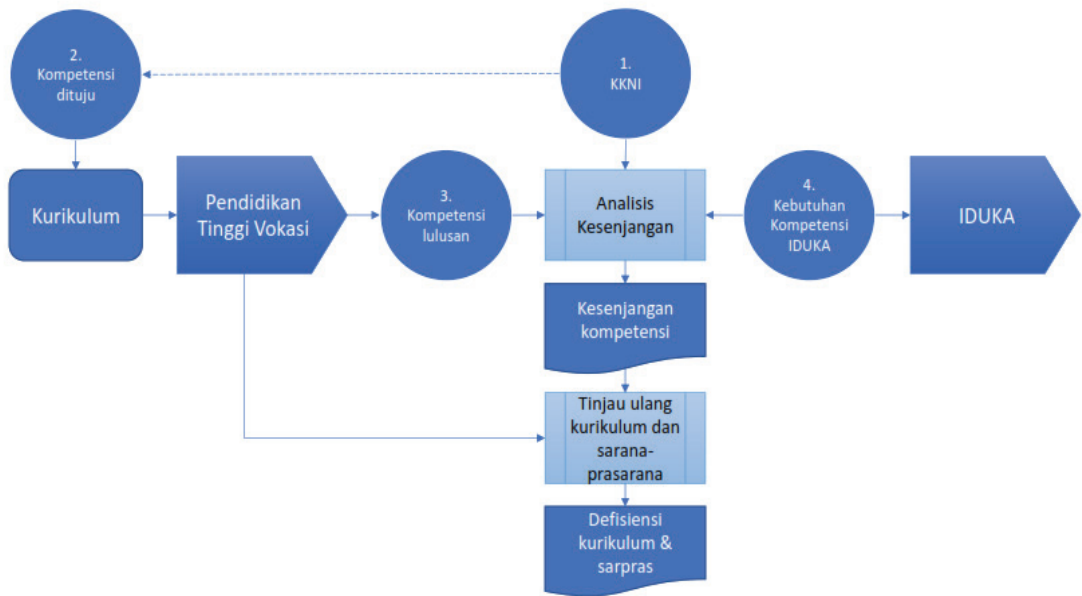 2.
Kompetensi
dituju
1.
KKNI
Kurikulum
Pendidikan
Tinggi Vokasi
3.
Kompetensi
lulusan
Analisis
Kesenjangan
4.
Kebutuhan
Kompetensi
IDUKA
IDUKA
Kesenjangan
kompetensi
Tinjau ulang
kurikulum dan
sarana-
prasarana
Defisiensi
kurikulum &
sarpras